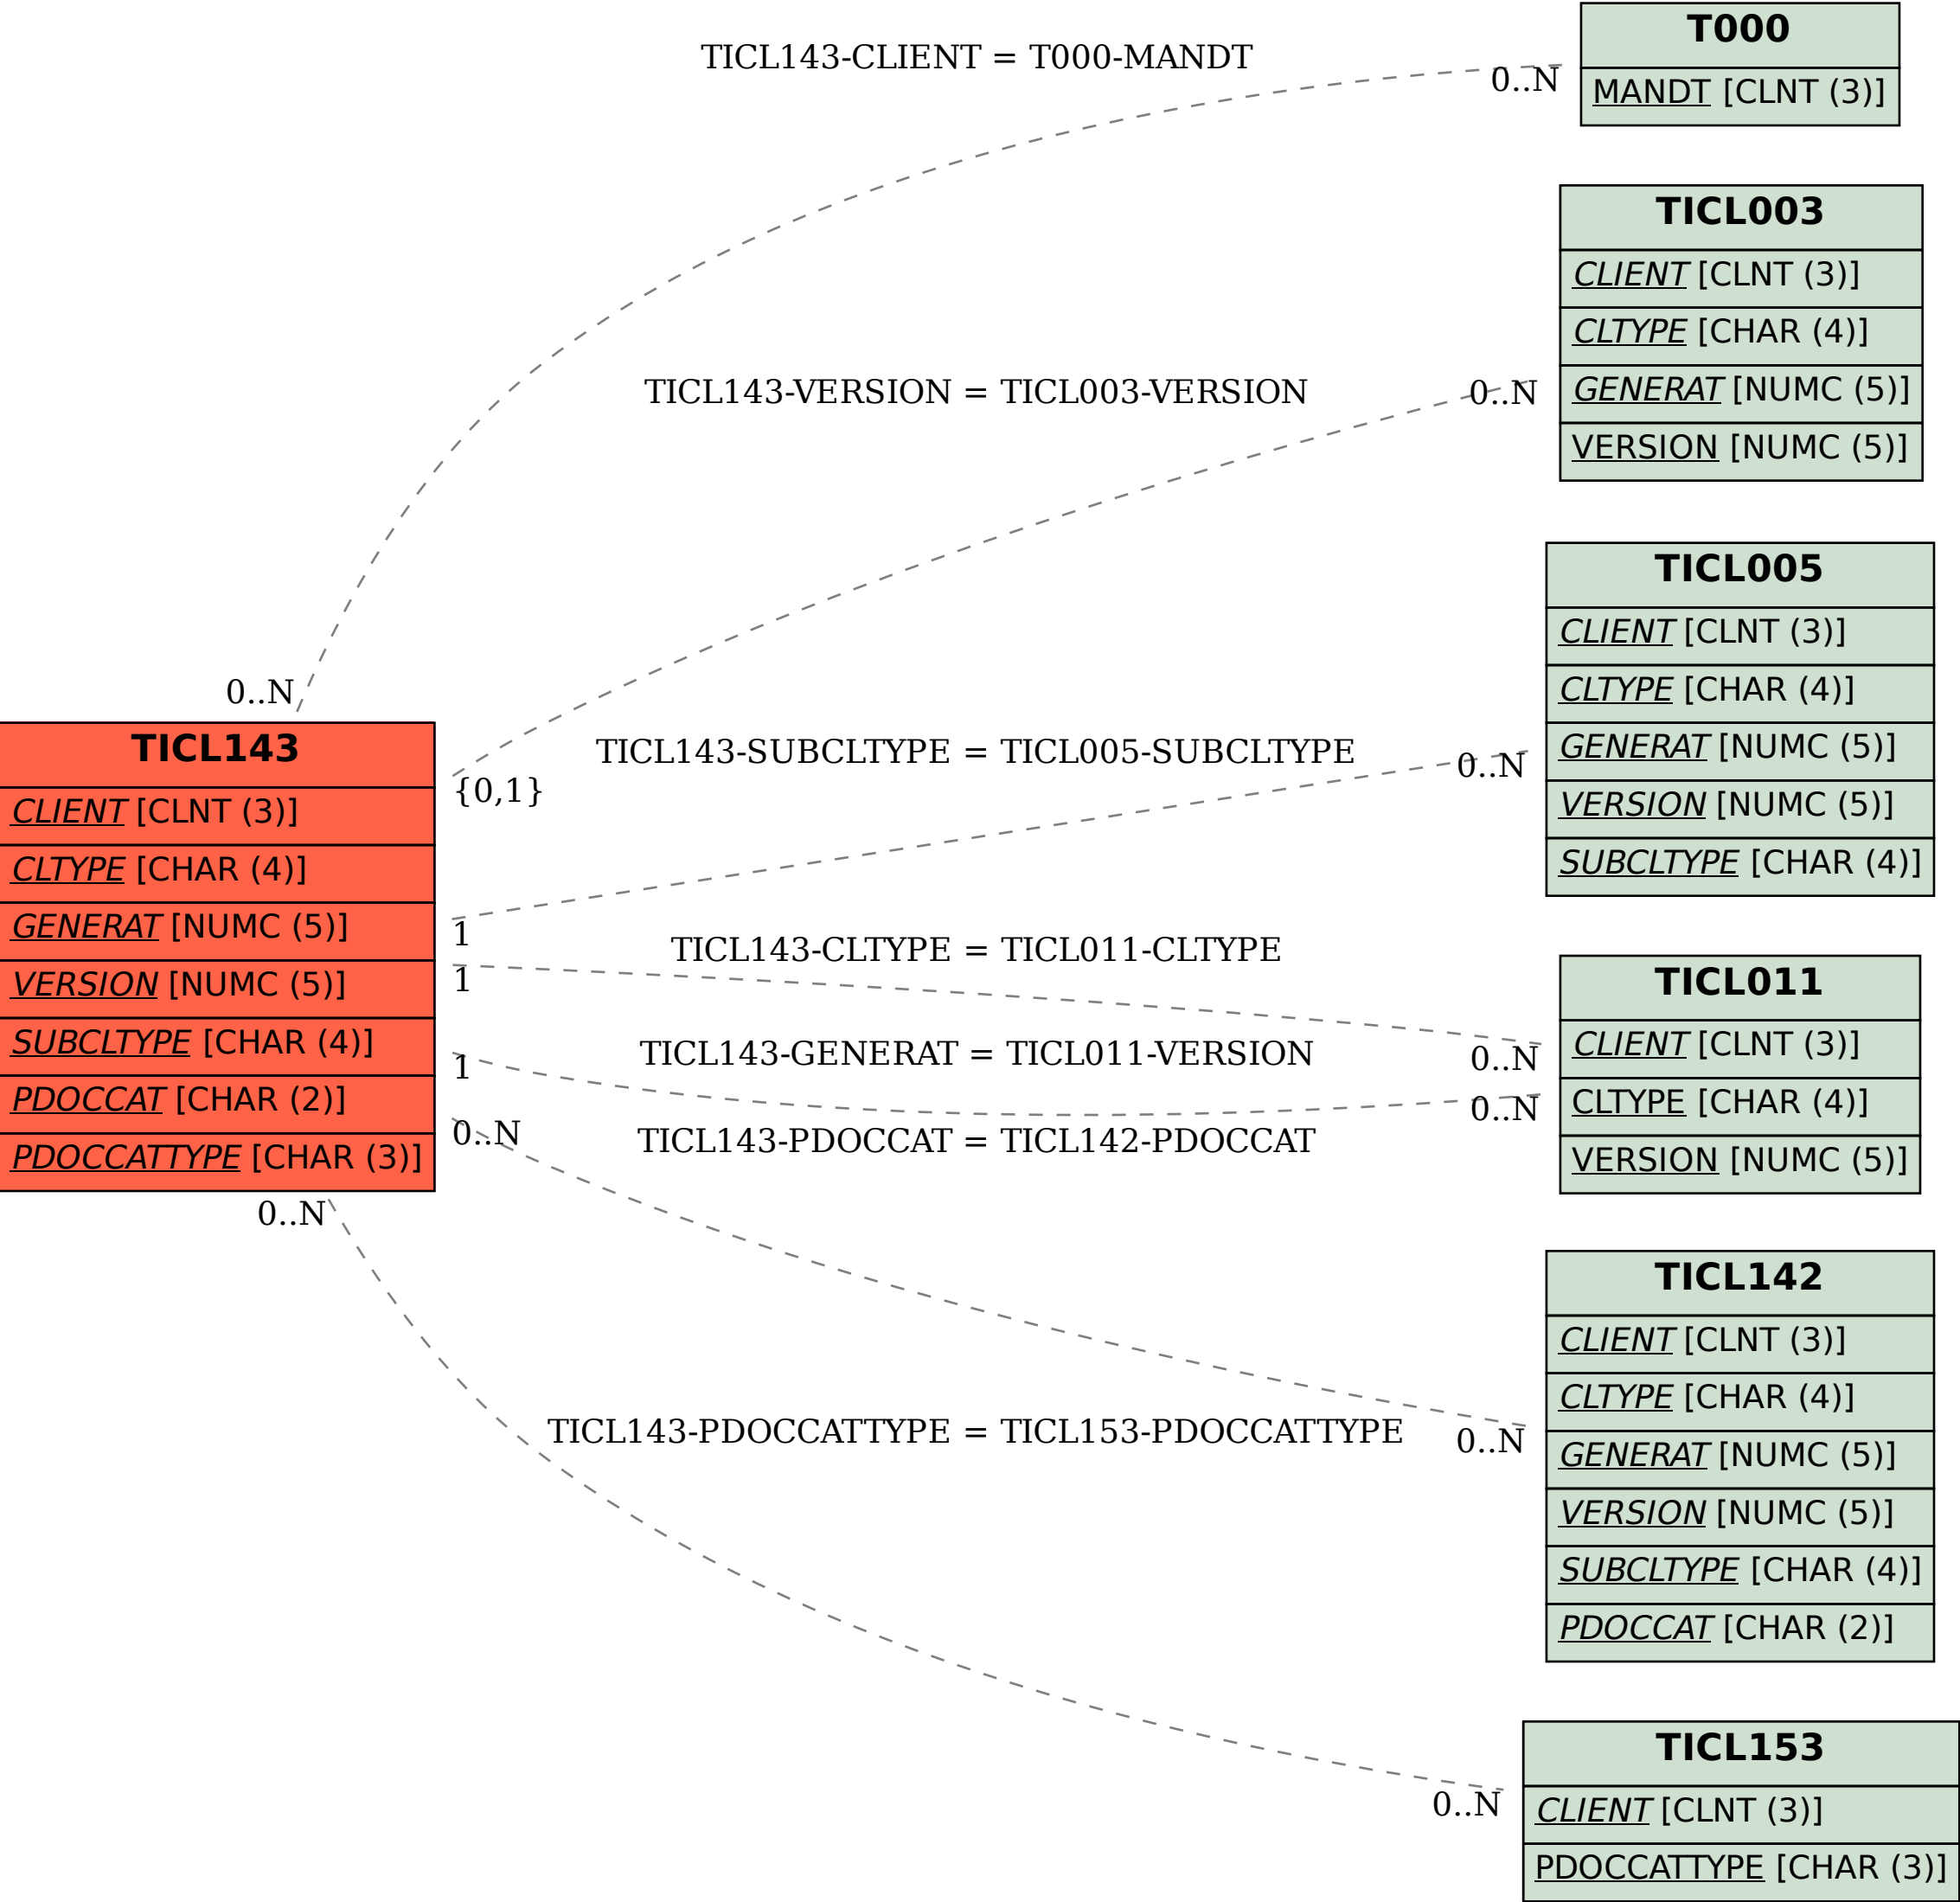 T000
MANDT [CLNT (3)]
TICL143-CLIENT = T000-MANDT
0..N
0..N
TICL003
CLIENT [CLNT (3)]
CLTYPE [CHAR (4)]
GENERAT [NUMC (5)]
VERSION [NUMC (5)]
TICL143-VERSION = TICL003-VERSION
0..N
{0,1}
TICL005
CLIENT [CLNT (3)]
CLTYPE [CHAR (4)]
GENERAT [NUMC (5)]
VERSION [NUMC (5)]
SUBCLTYPE [CHAR (4)]
TICL143-SUBCLTYPE = TICL005-SUBCLTYPE
0..N
1
TICL143
CLIENT [CLNT (3)]
CLTYPE [CHAR (4)]
GENERAT [NUMC (5)]
VERSION [NUMC (5)]
SUBCLTYPE [CHAR (4)]
PDOCCAT [CHAR (2)]
PDOCCATTYPE [CHAR (3)]
TICL143-CLTYPE = TICL011-CLTYPE
1
0..N
TICL143-GENERAT = TICL011-VERSION
1
0..N
TICL011
CLIENT [CLNT (3)]
CLTYPE [CHAR (4)]
VERSION [NUMC (5)]
TICL143-PDOCCAT = TICL142-PDOCCAT
0..N
0..N
TICL142
CLIENT [CLNT (3)]
CLTYPE [CHAR (4)]
GENERAT [NUMC (5)]
VERSION [NUMC (5)]
SUBCLTYPE [CHAR (4)]
PDOCCAT [CHAR (2)]
0..N
TICL143-PDOCCATTYPE = TICL153-PDOCCATTYPE
0..N
TICL153
CLIENT [CLNT (3)]
PDOCCATTYPE [CHAR (3)]